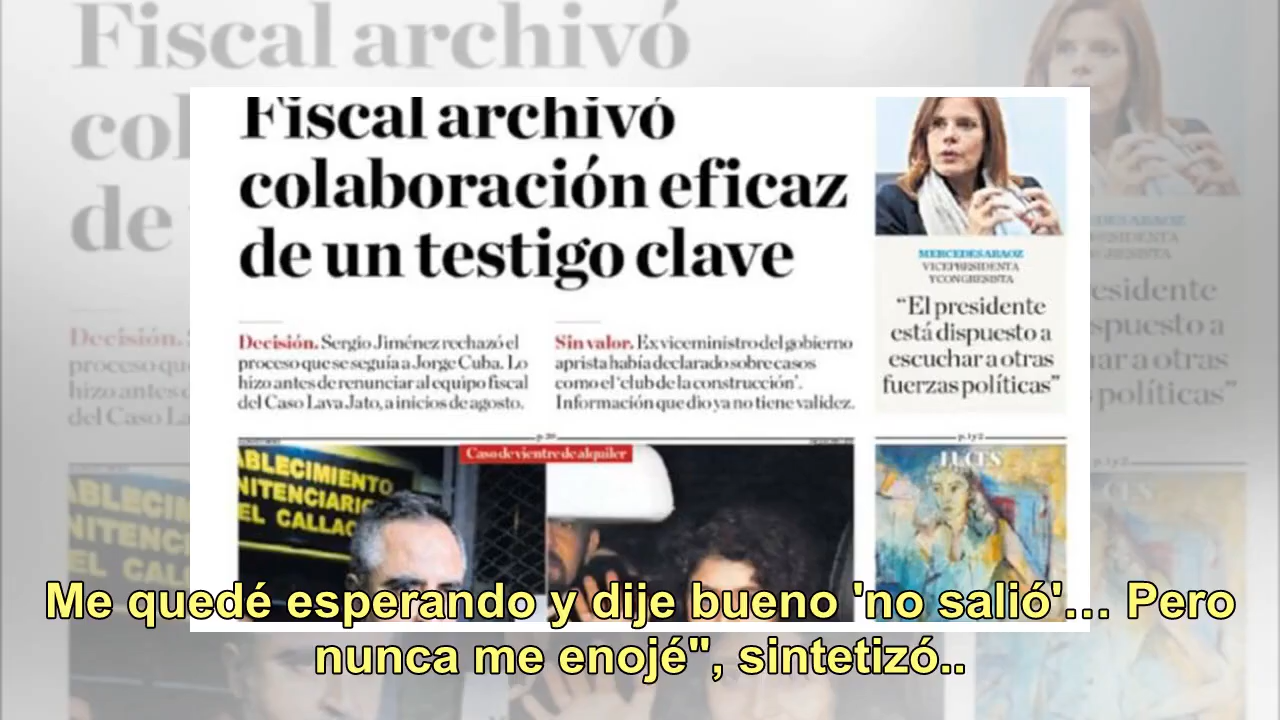 Fiscal archivó
colaboración eficaz
de un testigo clave
Decisión. Sergio Jiménez rechazó el
proceso que se seguía a Jorge Cuba. Lo
hizo antes de renunciar al equipo fiscal
del Caso Lava Jato, a inicios de agosto.
Sin valor. Ex viceministro del gobierno
aprista había declarado sobre casos
como el ‘club de la construcción’.
Información que dio ya no tiene validez.
MERCEDES ARAOZ
VICEPRESIDENTA
Y CONGRESISTA
“El presidente
está dispuesto a
escuchar a otras
fuerzas políticas”
Caso de vientre de alquiler
ABLECIMIENTO
NITENCIARIO
EL CALLAO
p. 1 y 2
LUCES
Me quedé esperando y dije bueno 'no salió'… Pero
nunca me enojé", sintetizó..